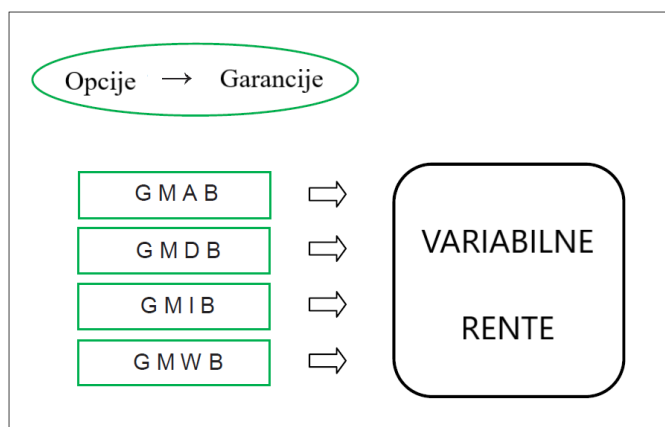 Opcije → Garancije
G M A B
G M D B
G M I B
G M W B
VARIABILNE
RENTE